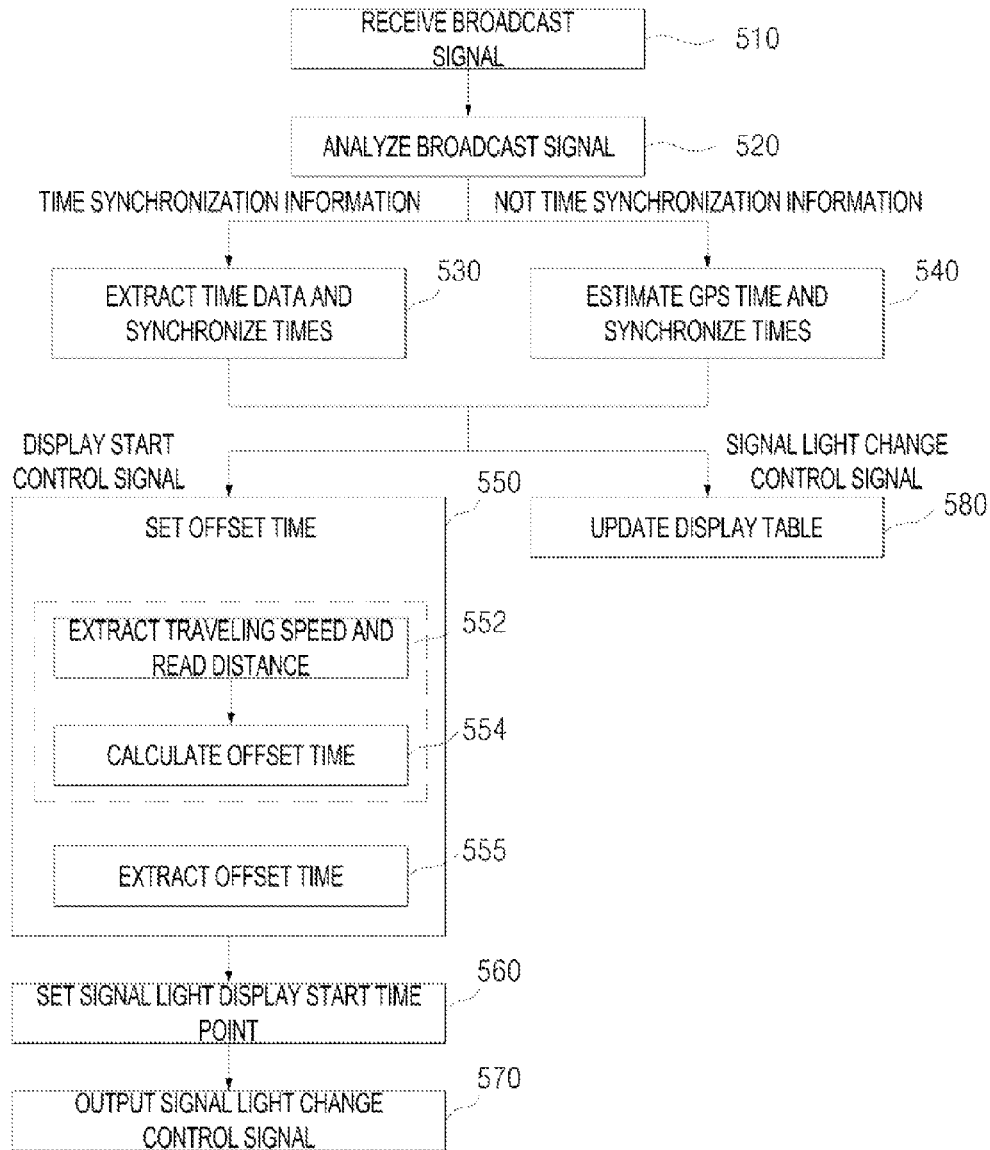 RECEIVE BROADCAST
SIGNAL
510
ANALYZE BROADCAST SIGNAL
520
TIME SYNCHRONIZATION INFORMATION
NOT TIME SYNCHRONIZATION INFORMATION
530
EXTRACT TIME DATA AND
SYNCHRONIZE TIMES
540
ESTIMATE GPS TIME AND
SYNCHRONIZE TIMES
DISPLAY START
CONTROL SIGNAL
550
SIGNAL LIGHT CHANGE
CONTROL SIGNAL
580
SET OFFSET TIME
UPDATE DISPLAY TABLE
EXTRACT TRAVELING SPEED AND
READ DISTANCE
552
CALCULATE OFFSET TIME
554
EXTRACT OFFSET TIME
555
SET SIGNAL LIGHT DISPLAY START TIME
POINT
560
OUTPUT SIGNAL LIGHT CHANGE
CONTROL SIGNAL
570